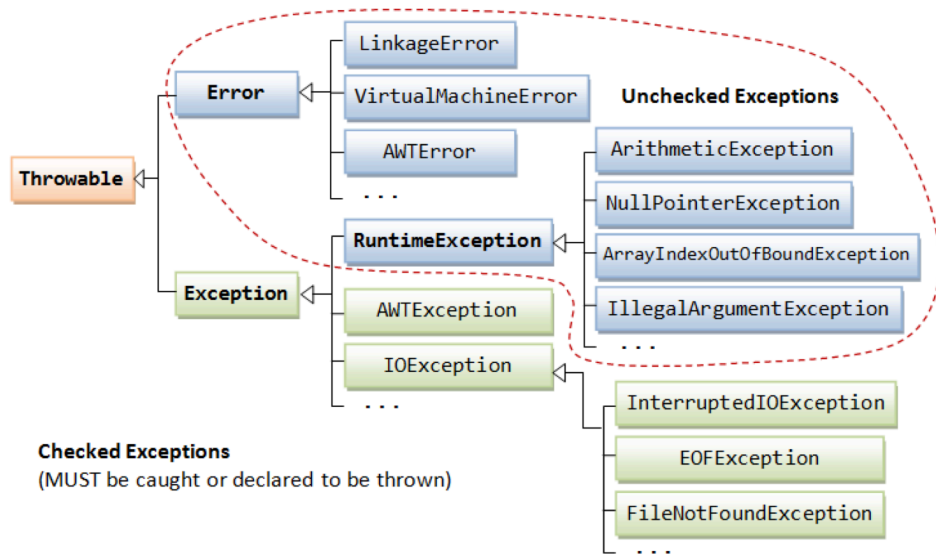 LinkageError
Error
VirtualMachineError
Unchecked Exceptions
AWTError
ArithmeticException
Throwable
...
NullPointerException
RuntimeException
ArrayIndexOutOfBoundException
Exception
AWTException
IllegalArgumentException
...
IOException
...
InterruptedIOException
Checked Exceptions
(MUST be caught or declared to be thrown)
EOFException
FileNotFoundException
...